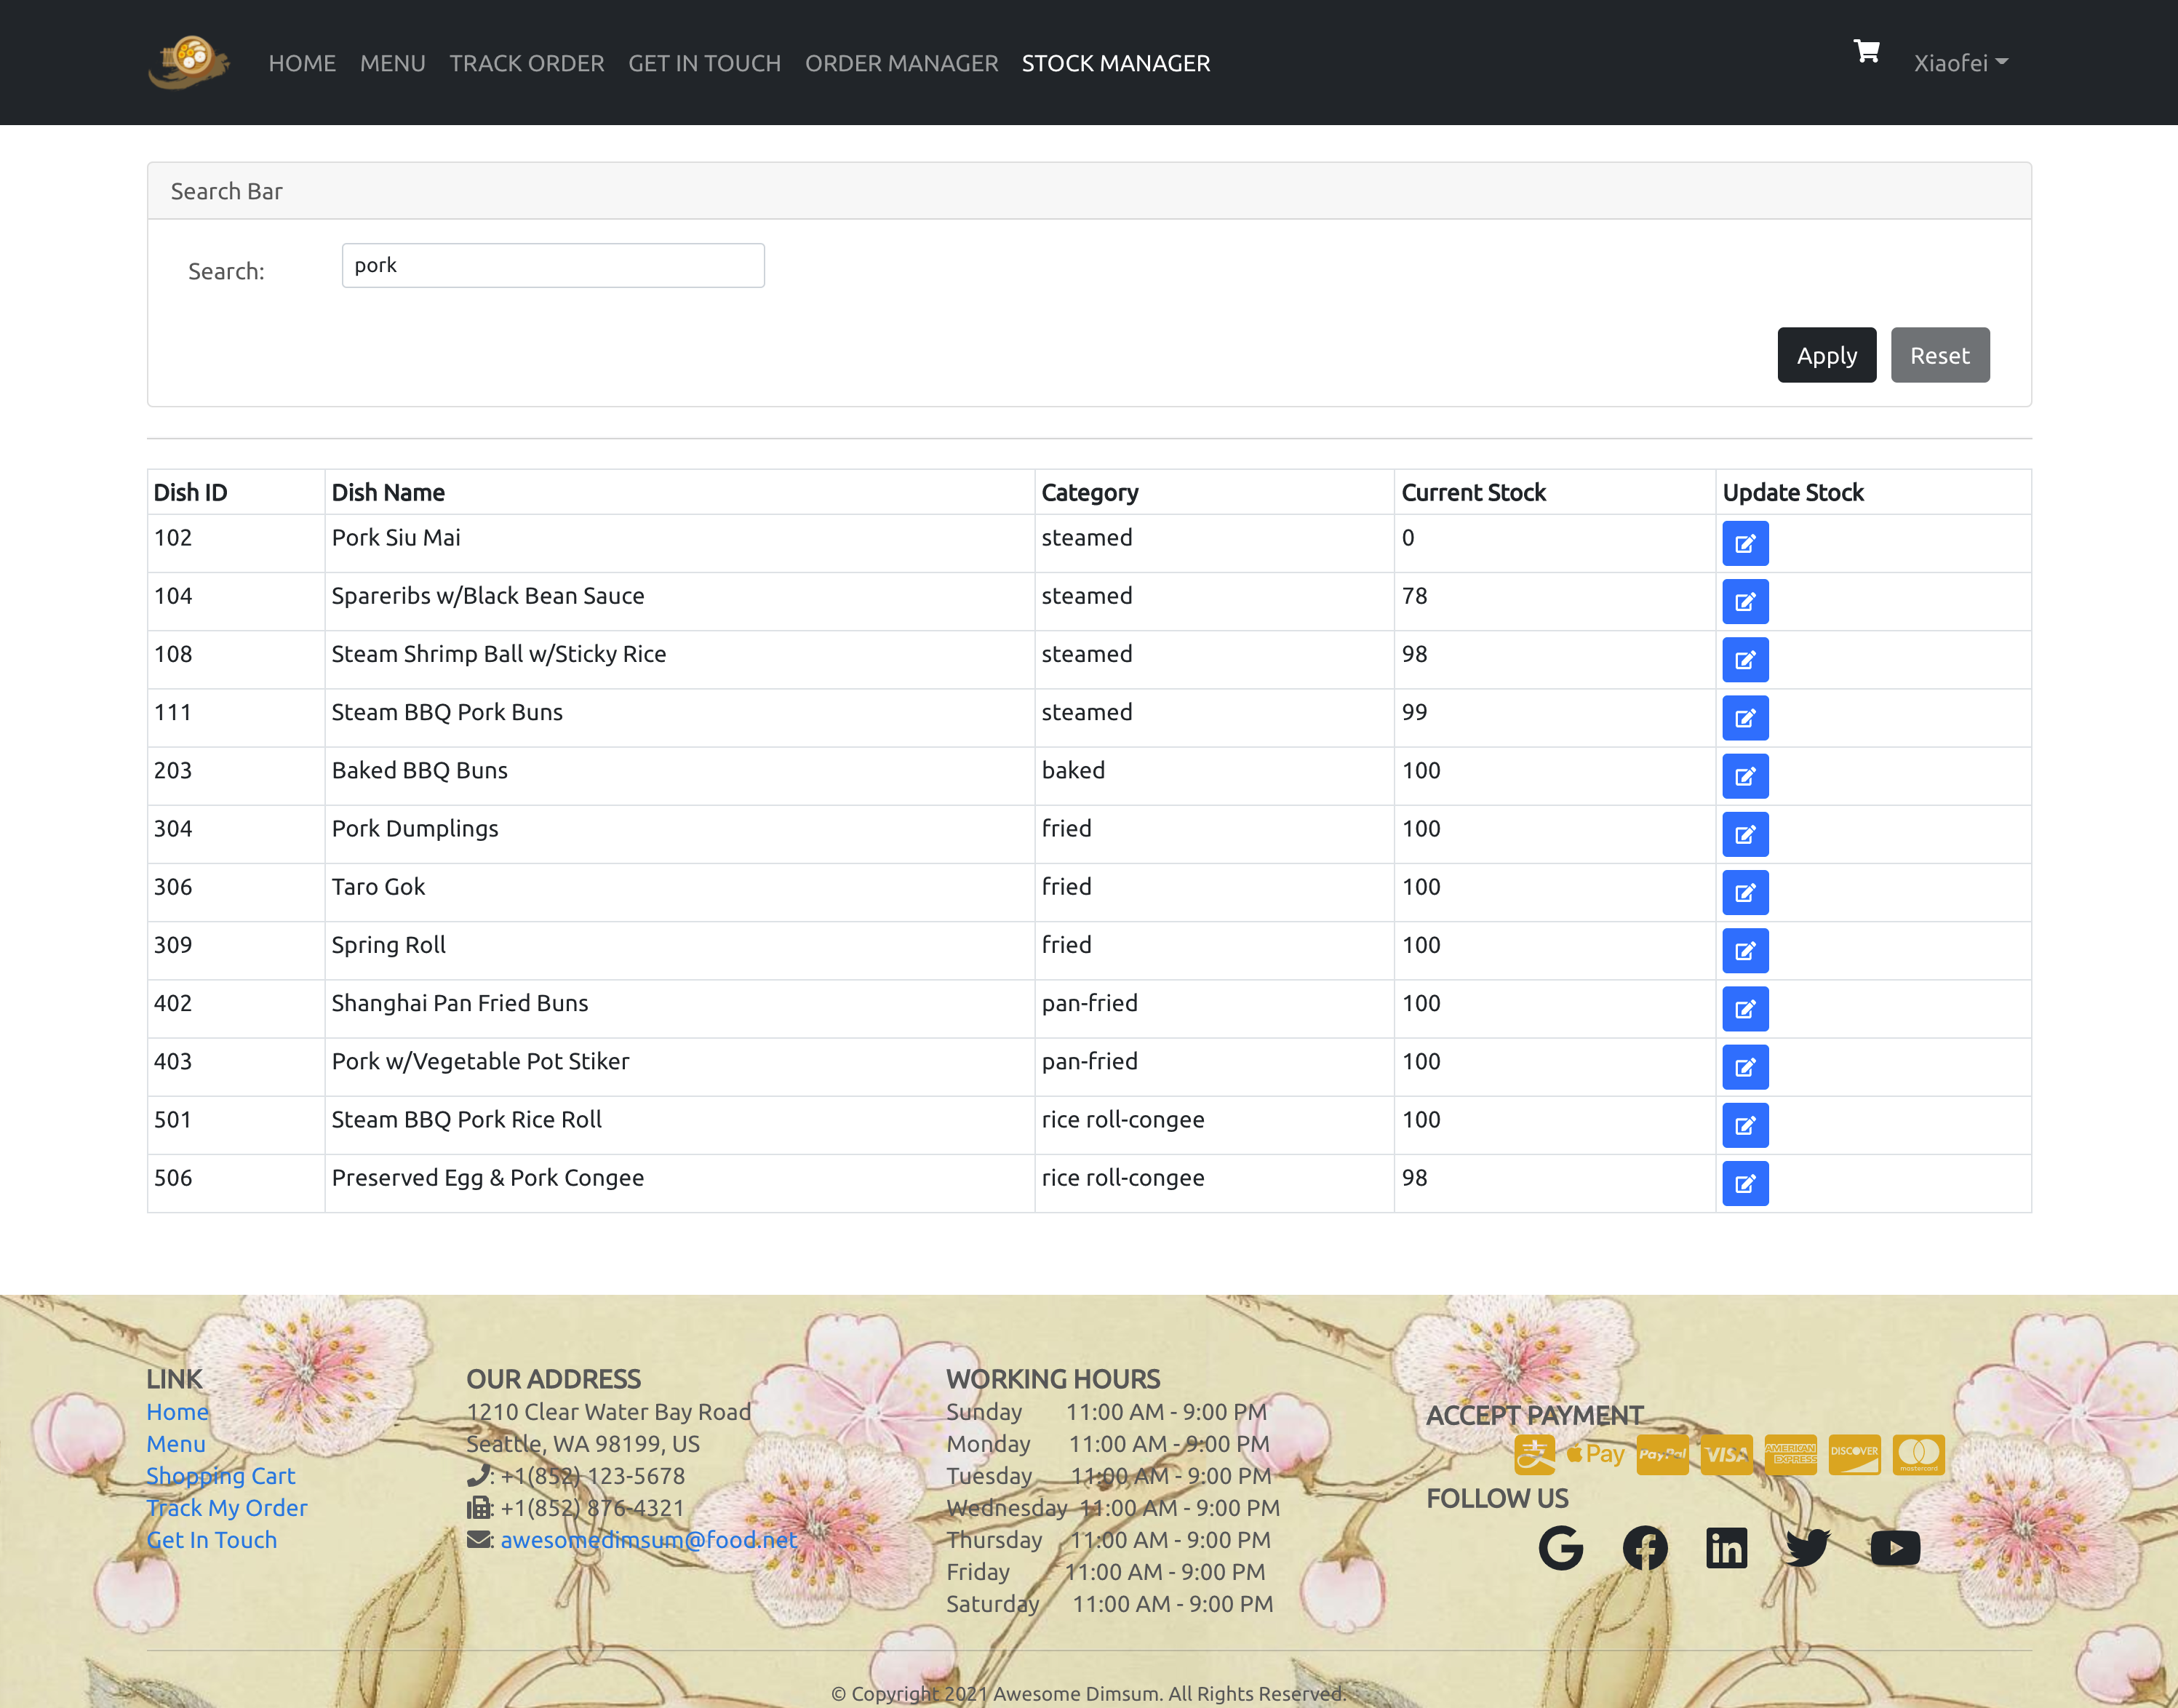 HOME MENU TRACK ORDER GET IN TOUCH ORDER MANAGER STOCK MANAGER Xiaofei
Search Bar
Search: pork
Apply Reset
Dish ID Dish Name Category Current Stock Update Stock
102 Pork Siu Mai steamed 0
104 Spareribs w/Black Bean Sauce steamed 78
108 Steam Shrimp Ball w/Sticky Rice steamed 98
111 Steam BBQ Pork Buns steamed 99
203 Baked BBQ Buns baked 100
304 Pork Dumplings fried 100
306 Taro Gok fried 100
309 Spring Roll fried 100
402 Shanghai Pan Fried Buns pan-fried 100
403 Pork w/Vegetable Pot Stiker pan-fried 100
501 Steam BBQ Pork Rice Roll rice roll-congee 100
506 Preserved Egg & Pork Congee rice roll-congee 98
LINK
Home
Menu
Shopping Cart
Track My Order
Get In Touch
OUR ADDRESS
1210 Clear Water Bay Road
Seattle, WA 98199, US
: +1(852) 123-5678
: +1(852) 876-4321
: awesomedimsum@food.net
WORKING HOURS
Sunday 11:00 AM - 9:00 PM
Monday 11:00 AM - 9:00 PM
Tuesday 11:00 AM - 9:00 PM
Wednesday 11:00 AM - 9:00 PM
Thursday 11:00 AM - 9:00 PM
Friday 11:00 AM - 9:00 PM
Saturday 11:00 AM - 9:00 PM
ACCEPT PAYMENT
支 Pay PayPal VISA AMERICAN EXPRESS DISCOVER mastercard
FOLLOW US
© Copyright 2021 Awesome Dimsum. All Rights Reserved.